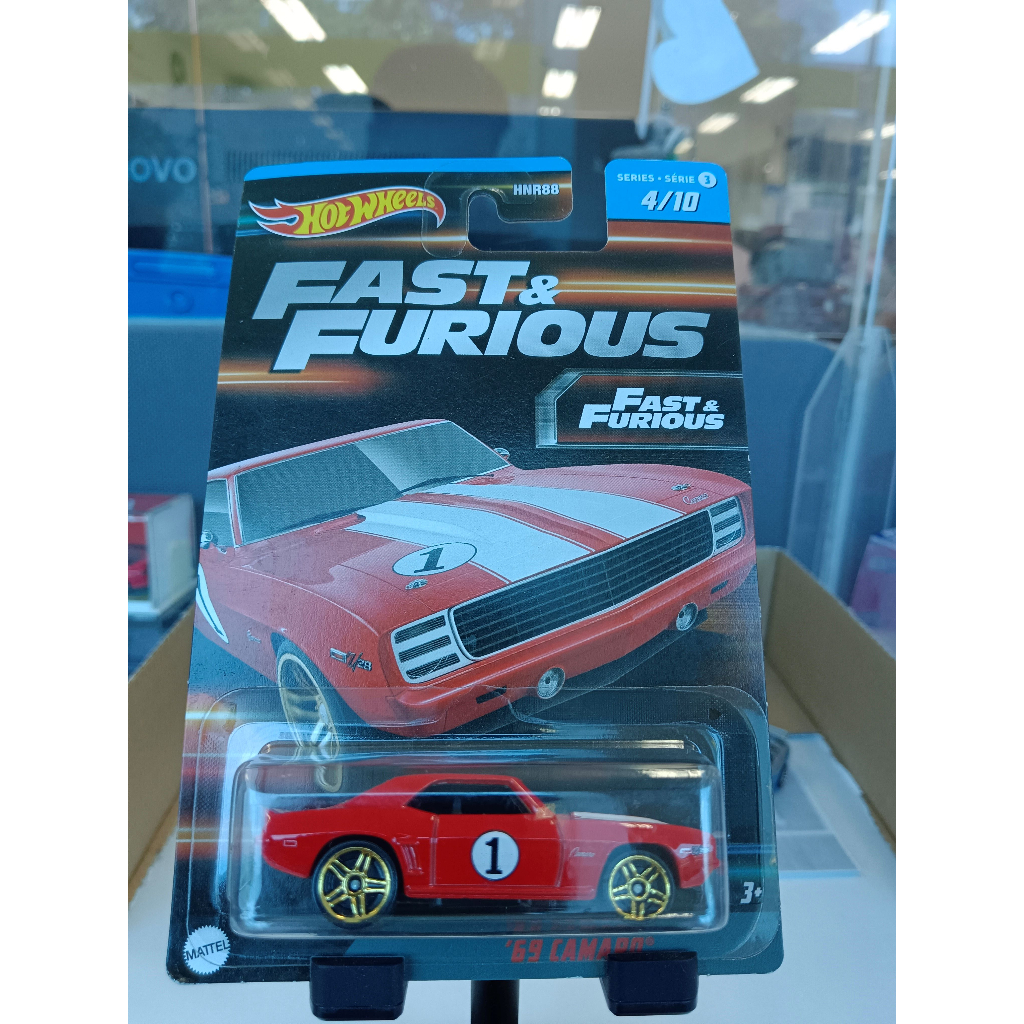 ovo
HOT WHEELS
HNR88
SERIES • SÉRIE 3
4/10
FAST &
FURIOUS
FAST &
FURIOUS
Camaro
1
Z/28
1
Camaro
3+
MATTEL
'69 CAMARO